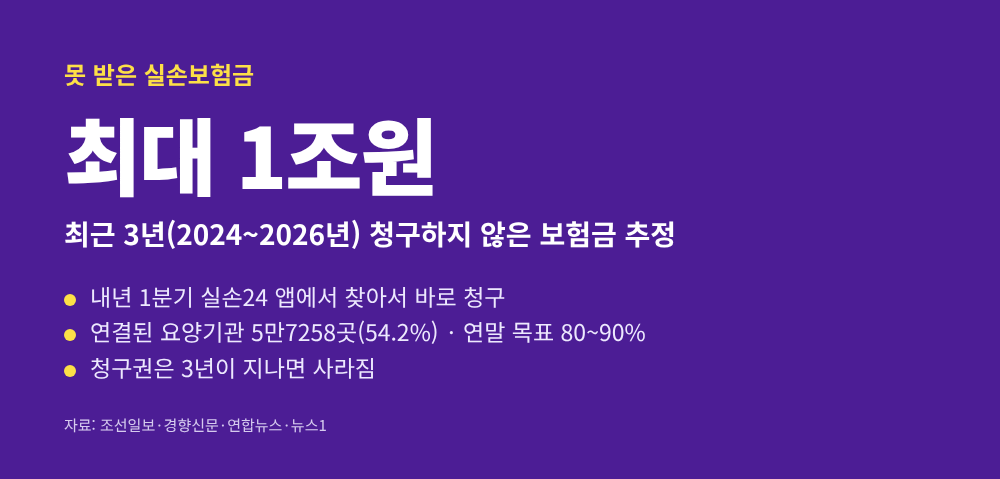 못 받은 실손보험금
최대 1조원
최근 3년(2024~2026년) 청구하지 않은 보험금 추정
내년 1분기 실손24 앱에서 찾아서 바로 청구
연결된 요양기관 5만7258곳(54.2%) · 연말 목표 80~90%
청구권은 3년이 지나면 사라짐
자료: 조선일보·경향신문·연합뉴스·뉴스1